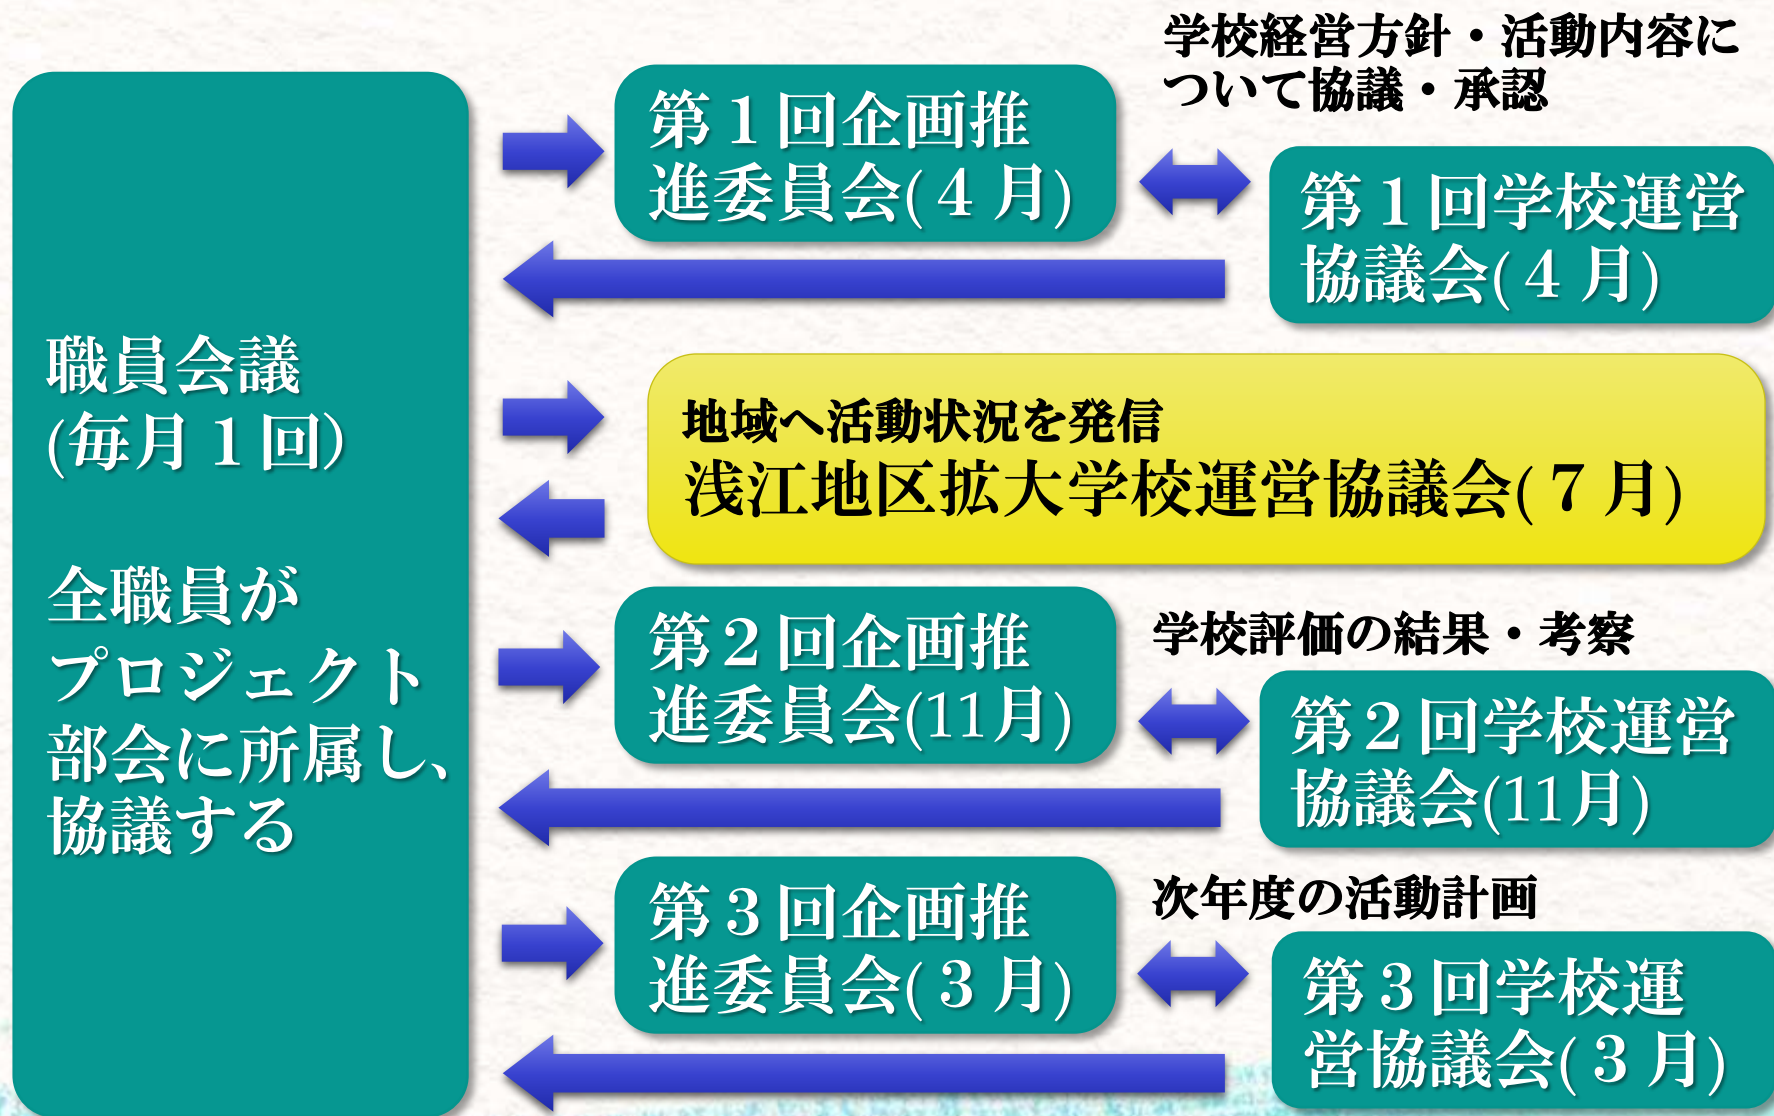 学校経営方針・活動内容に
ついて協議・承認
第１回企画推
進委員会(４月)
第１回学校運営
協議会(４月)
職員会議
(毎月１回)
全職員が
プロジェクト
部会に所属し、
協議する
地域へ活動状況を発信
浅江地区拡大学校運営協議会(７月)
第２回企画推
進委員会(11月)
学校評価の結果・考察
第２回学校運営
協議会(11月)
第３回企画推
進委員会(３月)
次年度の活動計画
第３回学校運
営協議会(３月)